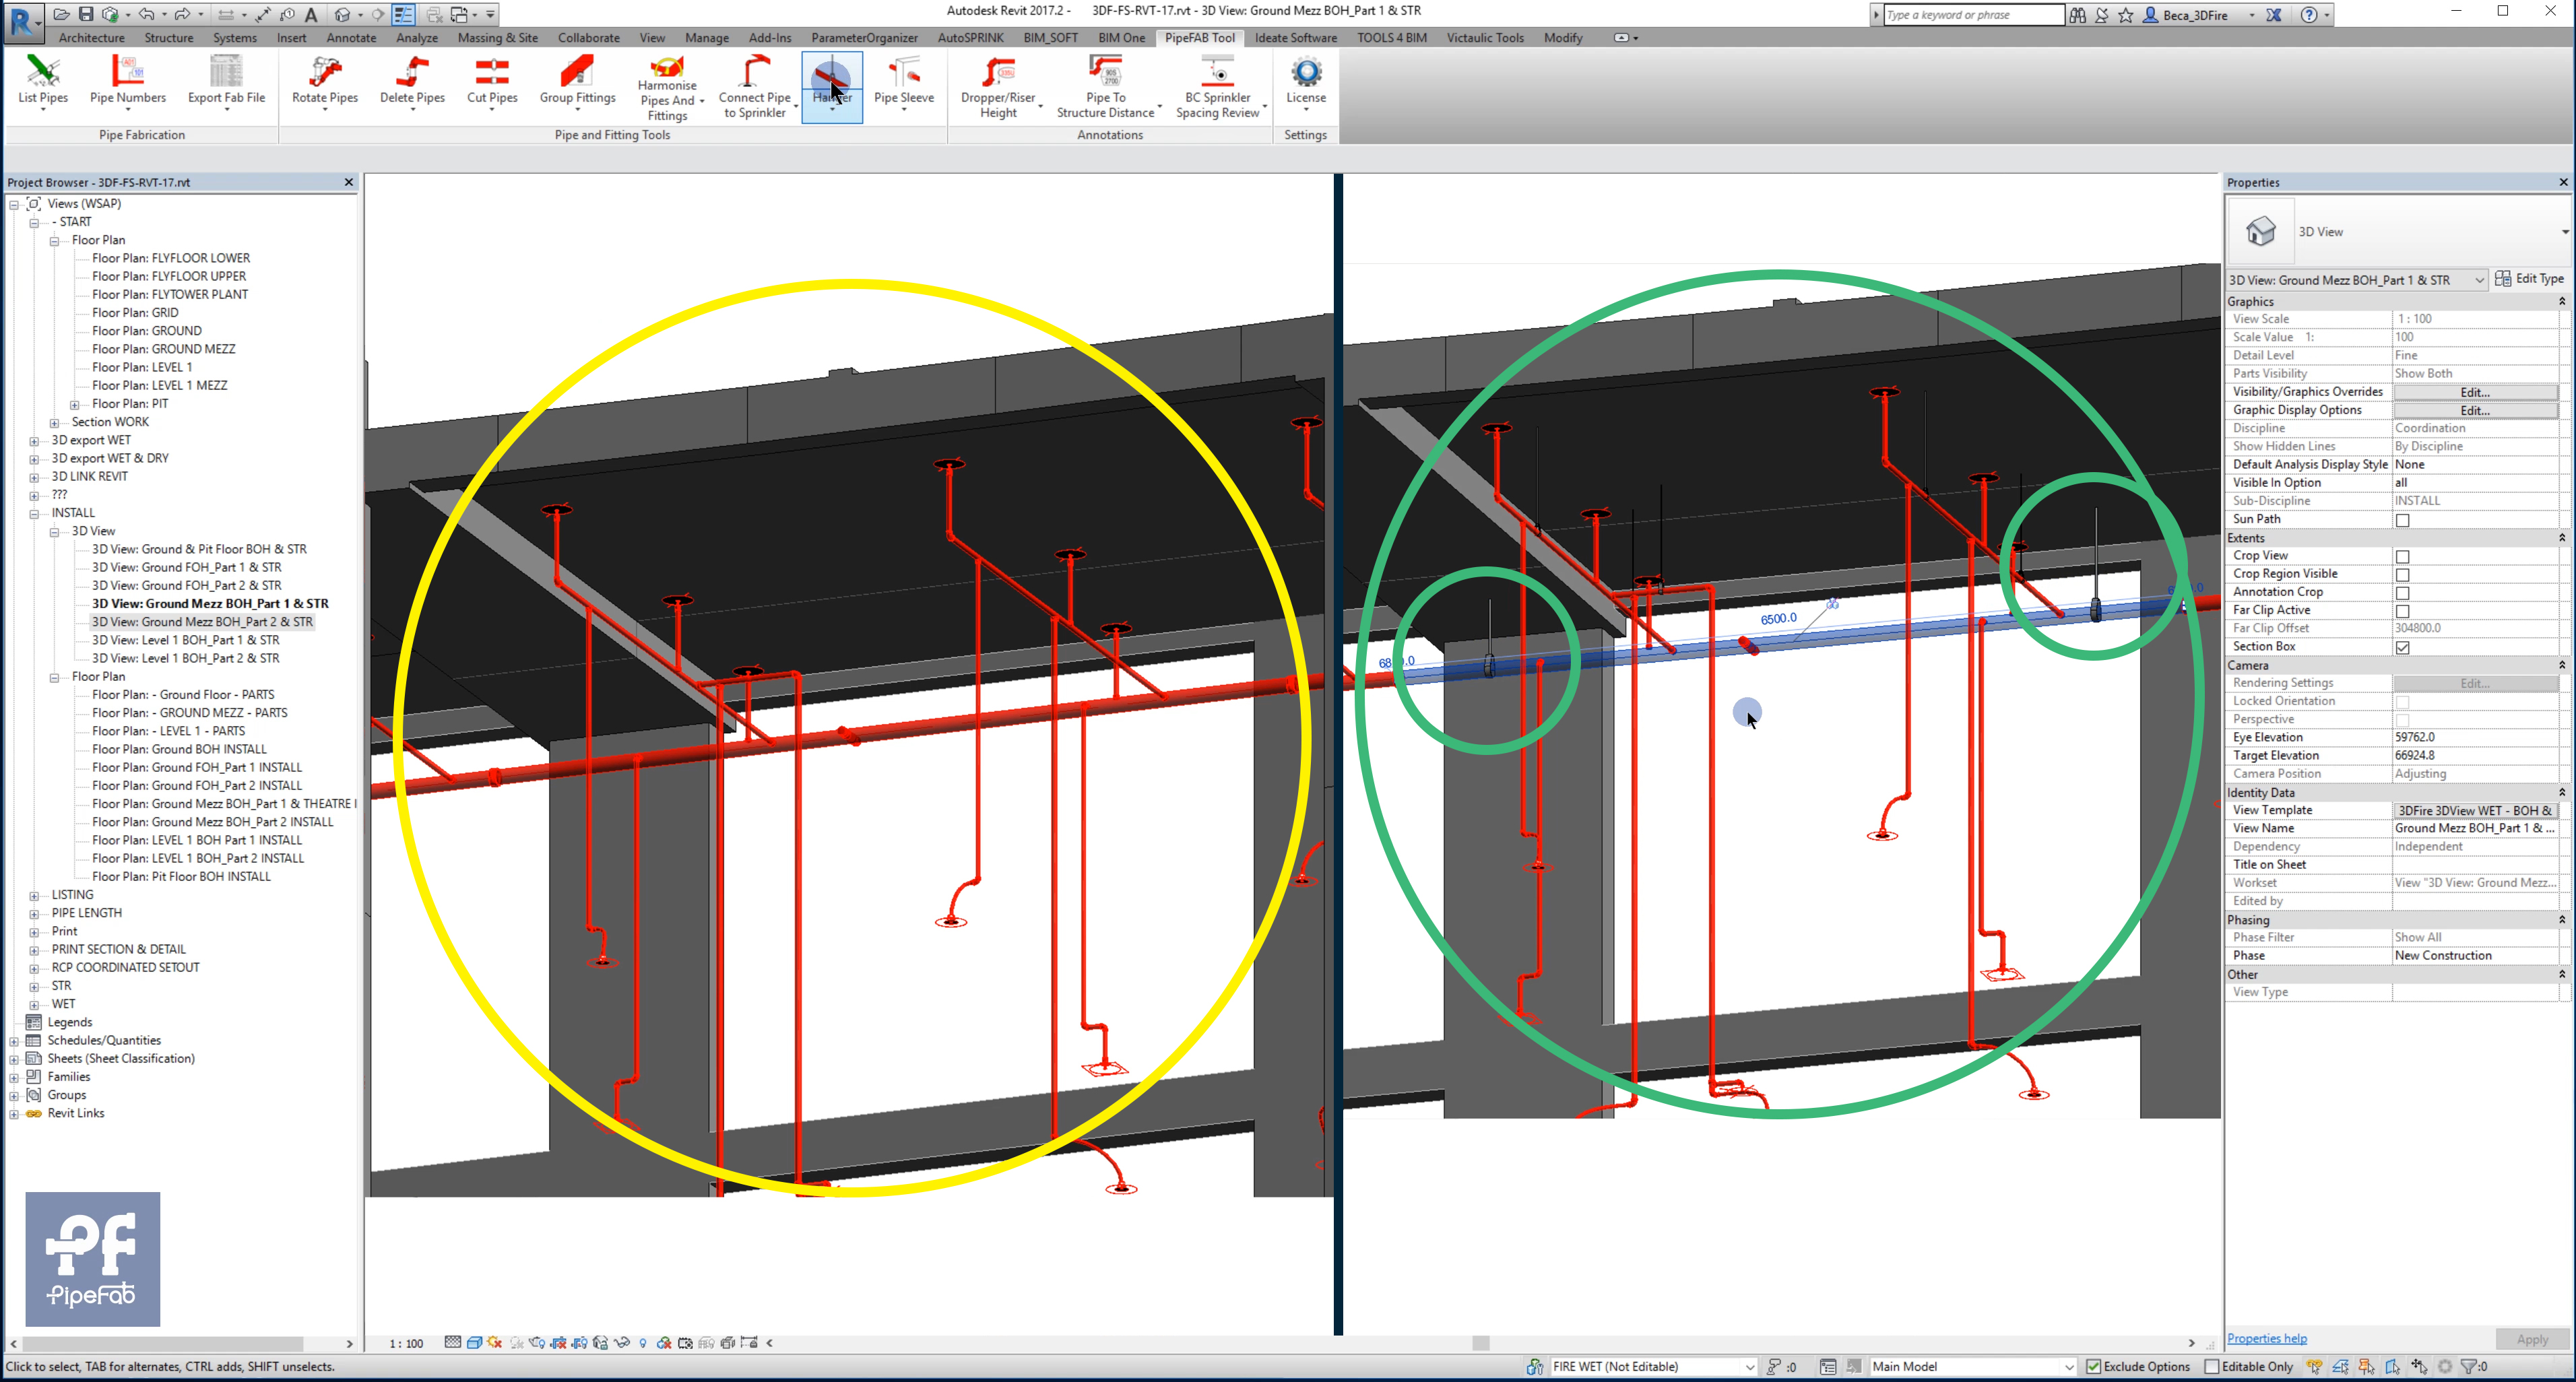 Autodesk Revit 2017.2 - 3DF-FS-RVT-17.rvt - 3D View: Ground Mezz BOH_Part 1 & STR
Type a keyword or phrase
Beca_3DFire
Architecture Structure Systems Insert Annotate Analyze Massing & Site Collaborate View Manage Add-Ins ParameterOrganizer AutoSPRINK BIM_SOFT BIM One PipeFAB Tool Ideate Software TOOLS 4 BIM Victaulic Tools Modify
List Pipes
Pipe Numbers
Export Fab File
Rotate Pipes
Delete Pipes
Cut Pipes
Group Fittings
Harmonise
Pipes And
Fittings
Connect Pipe
to Sprinkler
Pipe Sleeve
Dropper/Riser
Height
Pipe To
Structure Distance
BC Sprinkler
Spacing Review
License
Pipe Fabrication
Pipe and Fitting Tools
Annotations
Settings
Project Browser - 3DF-FS-RVT-17.rvt
Views (WSAP)
- START
Floor Plan
Floor Plan: FLYFLOOR LOWER
Floor Plan: FLYFLOOR UPPER
Floor Plan: FLYTOWER PLANT
Floor Plan: GRID
Floor Plan: GROUND
Floor Plan: GROUND MEZZ
Floor Plan: LEVEL 1
Floor Plan: LEVEL 1 MEZZ
Floor Plan: PIT
Section WORK
3D export WET
3D export WET & DRY
3D LINK REVIT
???
INSTALL
3D View
3D View: Ground & Pit Floor BOH & STR
3D View: Ground FOH_Part 1 & STR
3D View: Ground FOH_Part 2 & STR
3D View: Ground Mezz BOH_Part 1 & STR
3D View: Ground Mezz BOH_Part 2 & STR
3D View: Level 1 BOH_Part 1 & STR
3D View: Level 1 BOH_Part 2 & STR
Floor Plan
Floor Plan: - Ground Floor - PARTS
Floor Plan: - GROUND MEZZ - PARTS
Floor Plan: - LEVEL 1 - PARTS
Floor Plan: Ground BOH INSTALL
Floor Plan: Ground FOH_Part 1 INSTALL
Floor Plan: Ground FOH_Part 2 INSTALL
Floor Plan: Ground Mezz BOH_Part 1 & THEATRE I
Floor Plan: Ground Mezz BOH_Part 2 INSTALL
Floor Plan: LEVEL 1 BOH Part 1 INSTALL
Floor Plan: LEVEL 1 BOH_Part 2 INSTALL
Floor Plan: Pit Floor BOH INSTALL
LISTING
PIPE LENGTH
Print
PRINT SECTION & DETAIL
RCP COORDINATED SETOUT
STR
WET
Legends
Schedules/Quantities
Sheets (Sheet Classification)
Families
Groups
Revit Links
PipeFab
6500.0
Properties
3D View
3D View: Ground Mezz BOH_Part 1 & STR
Edit Type
Graphics
View Scale 1 : 100
Scale Value 1: 100
Detail Level Fine
Parts Visibility Show Both
Visibility/Graphics Overrides Edit...
Graphic Display Options Edit...
Discipline Coordination
Show Hidden Lines By Discipline
Default Analysis Display Style None
Visible In Option all
Sub-Discipline INSTALL
Sun Path
Extents
Crop View
Crop Region Visible
Annotation Crop
Far Clip Active
Far Clip Offset 304800.0
Section Box
Camera
Rendering Settings Edit...
Locked Orientation
Perspective
Eye Elevation 59762.0
Target Elevation 66924.8
Camera Position Adjusting
Identity Data
View Template 3DFire 3DView WET - BOH &
View Name Ground Mezz BOH_Part 1 & ...
Dependency Independent
Title on Sheet
Workset View "3D View: Ground Mezz...
Edited by
Phasing
Phase Filter Show All
Phase New Construction
Other
View Type
Properties help
Apply
1 : 100
Click to select, TAB for alternates, CTRL adds, SHIFT unselects.
FIRE WET (Not Editable)
:0
Main Model
Exclude Options
Editable Only
:0